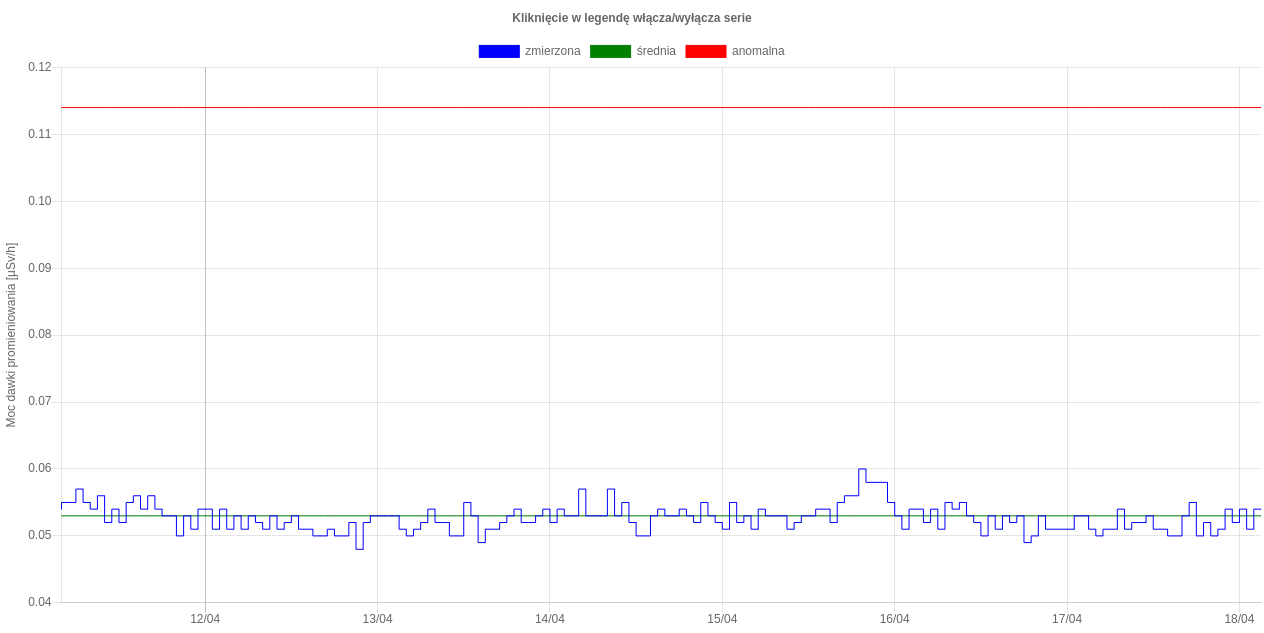 Kliknięcie w legendę włącza/wyłącza serie
zmierzona średnia anomalna
Moc dawki promieniowania [µSv/h]
0.12
0.11
0.10
0.09
0.08
0.07
0.06
0.05
0.04
12/04 13/04 14/04 15/04 16/04 17/04 18/04